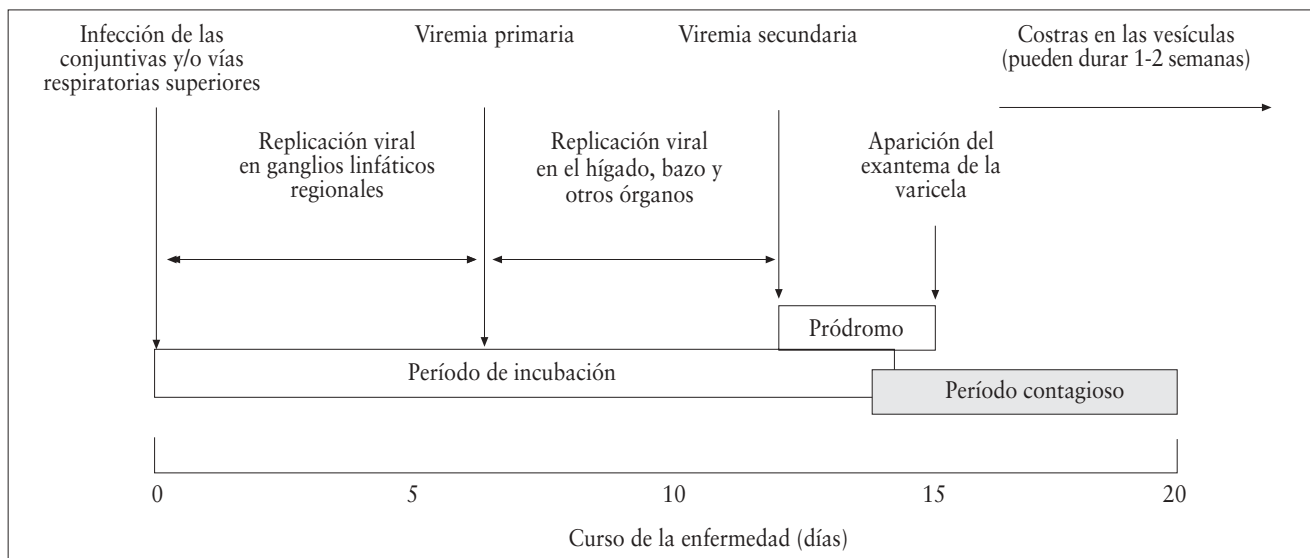 Infección de las
conjuntivas y/o vías
respiratorias superiores
Viremia primaria
Viremia secundaria
Costras en las vesículas
(pueden durar 1-2 semanas)
Replicación viral
en ganglios linfáticos
regionales
Replicación viral
en el hígado, bazo y
otros órganos
Aparición del
exantema de la
varicela
Pródromo
Período de incubación
Período contagioso
0 5 10 15 20
Curso de la enfermedad (días)